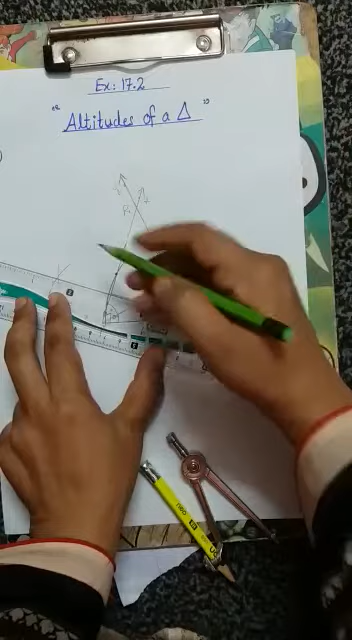 Ex: 17.2
" Altitudes of a Δ "
R